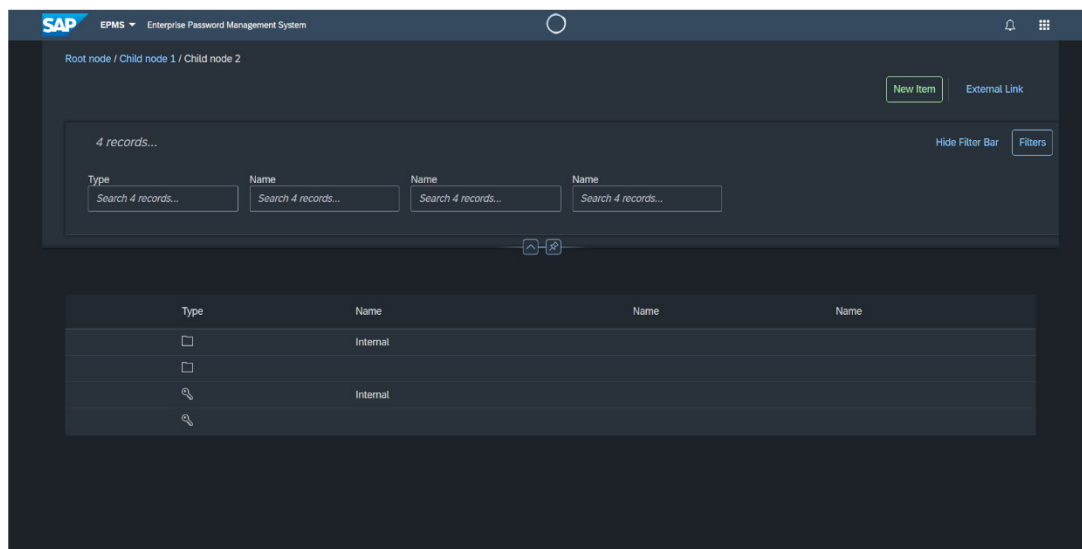 SAP EPMS Enterprise Password Management System
Root node / Child node 1 / Child node 2
New Item External Link
4 records... Hide Filter Bar Filters
Type Name Name Name
Search 4 records... Search 4 records... Search 4 records... Search 4 records...
Type Name Name Name
Internal
Internal